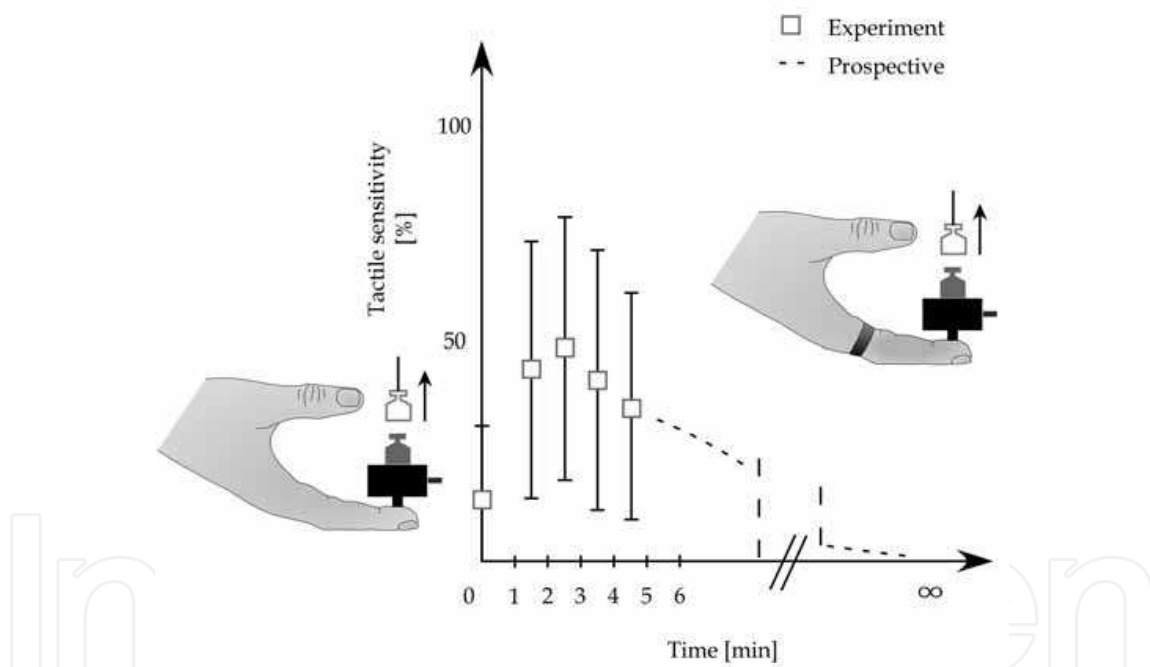 Experiment
Prospective
Tactile sensitivity
[%]
100
50
0 1 2 3 4 5 6 ∞
Time [min]